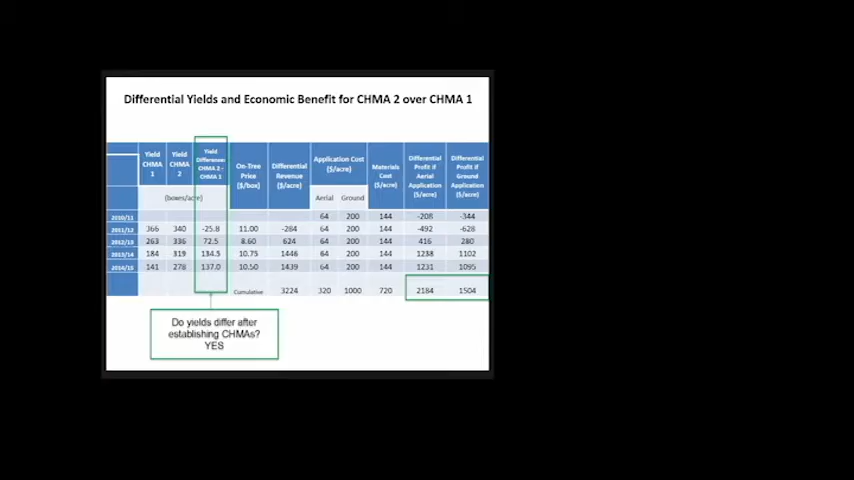 Differential Yields and Economic Benefit for CHMA 2 over CHMA 1
Yield CHMA 1 Yield CHMA 2 Yield Difference: CHMA 2 - CHMA 1 On-Tree Price ($/box) Differential Revenue ($/acre) Application Cost ($/acre) Materials Cost ($/acre) Differential Profit if Aerial Application ($/acre) Differential Profit if Ground Application ($/acre)
(boxes/acre) Aerial Ground
2010/11 64 200 144 -208 -344
2011/12 366 340 -25.8 11.00 -284 64 200 144 -492 -628
2012/13 263 336 72.5 8.60 624 64 200 144 416 280
2013/14 184 319 134.5 10.75 1446 64 200 144 1238 1102
2014/15 141 278 137.0 10.50 1439 64 200 144 1231 1095
Cumulative 3224 320 1000 720 2184 1504
Do yields differ after
establishing CHMAs?
YES